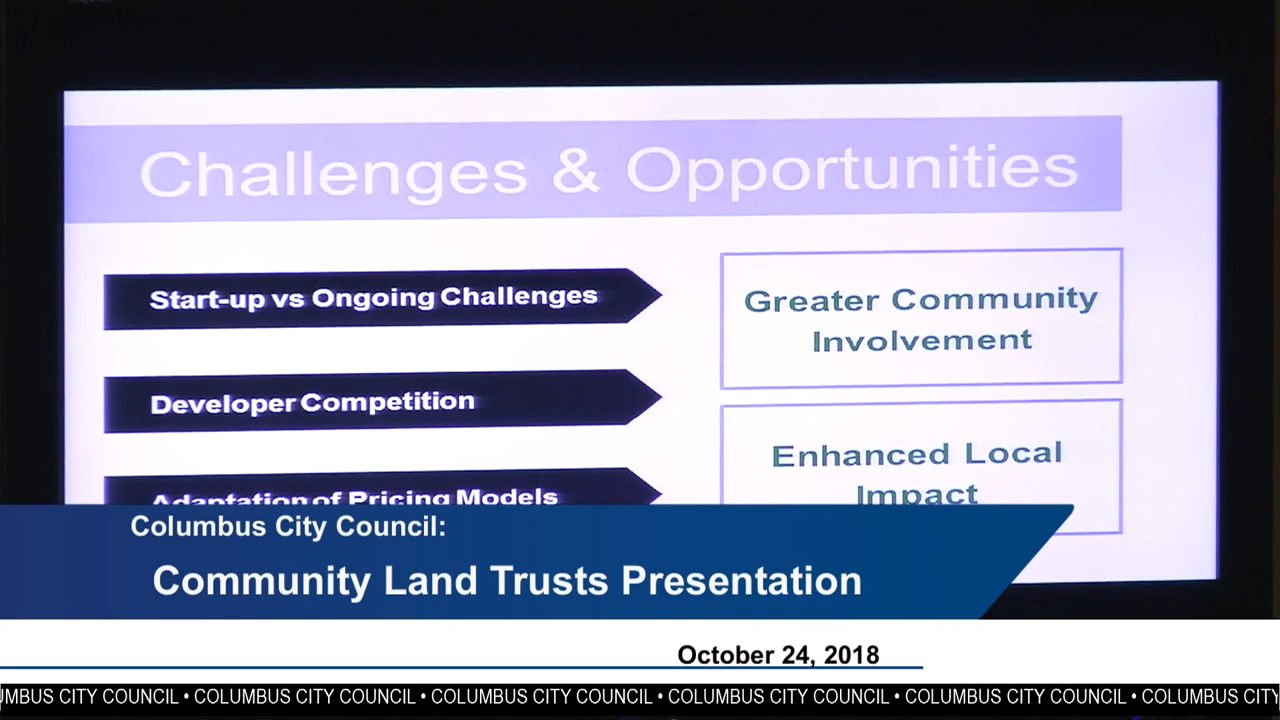 Challenges & Opportunities
Start-up vs Ongoing Challenges
Greater Community
Involvement
Developer Competition
Enhanced Local
Impact
Adaptation of Pricing Models
Columbus City Council:
Community Land Trusts Presentation
October 24, 2018
UMBUS CITY COUNCIL • COLUMBUS CITY COUNCIL • COLUMBUS CITY COUNCIL • COLUMBUS CITY COUNCIL • COLUMBUS CITY COUNCIL • COLUMBUS CITY